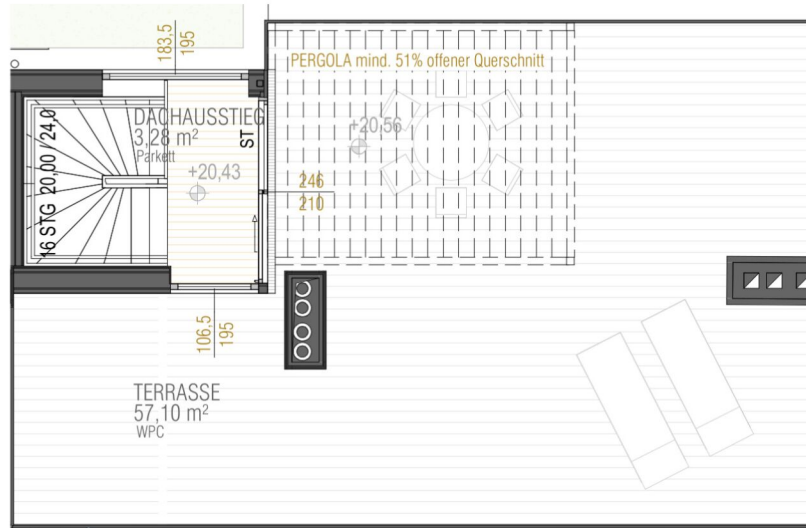 183,5
195
PERGOLA mind. 51% offener Querschnitt
DACHAUSSTIEG
3,28 m²
Parkett
ST
+20,56
+20,43
16 STG 20,00 / 24,0
246
210
106,5
195
TERRASSE
57,10 m²
WPC